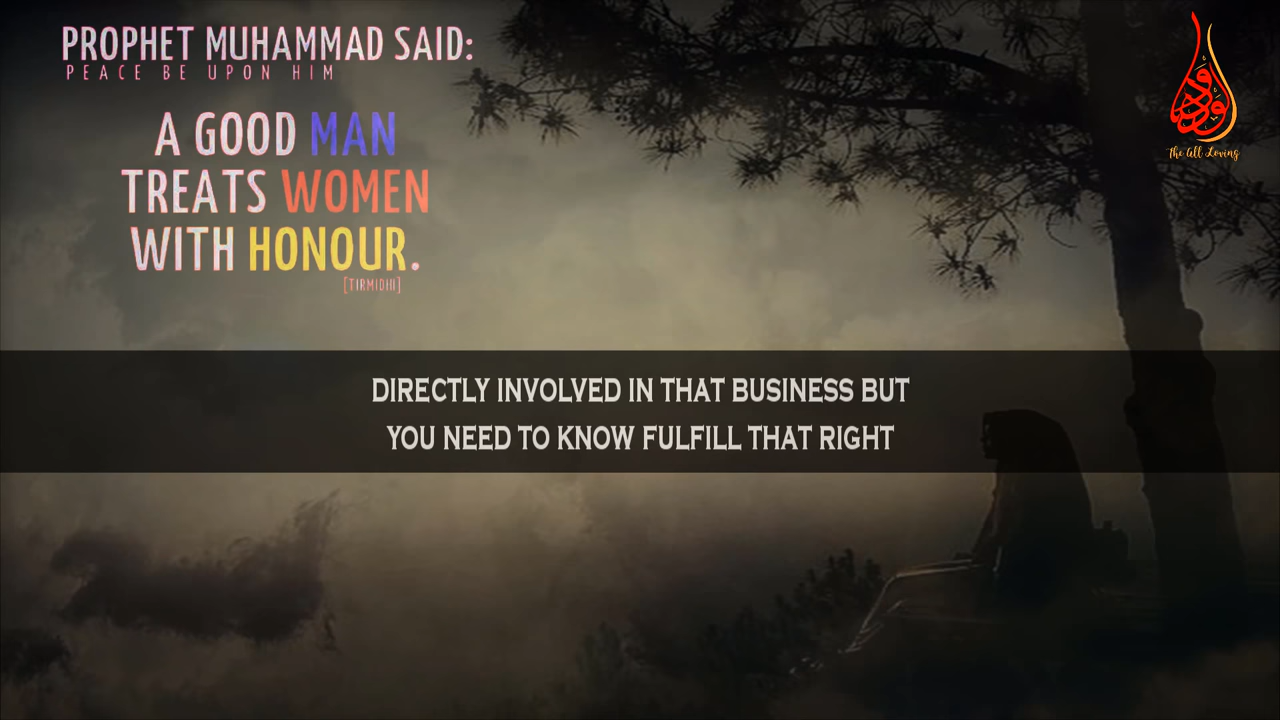 PROPHET MUHAMMAD SAID:
PEACE BE UPON HIM
A GOOD MAN
TREATS WOMEN
WITH HONOUR.
[TIRMIDHI]
الودود
The All Loving
DIRECTLY INVOLVED IN THAT BUSINESS BUT
YOU NEED TO KNOW FULFILL THAT RIGHT